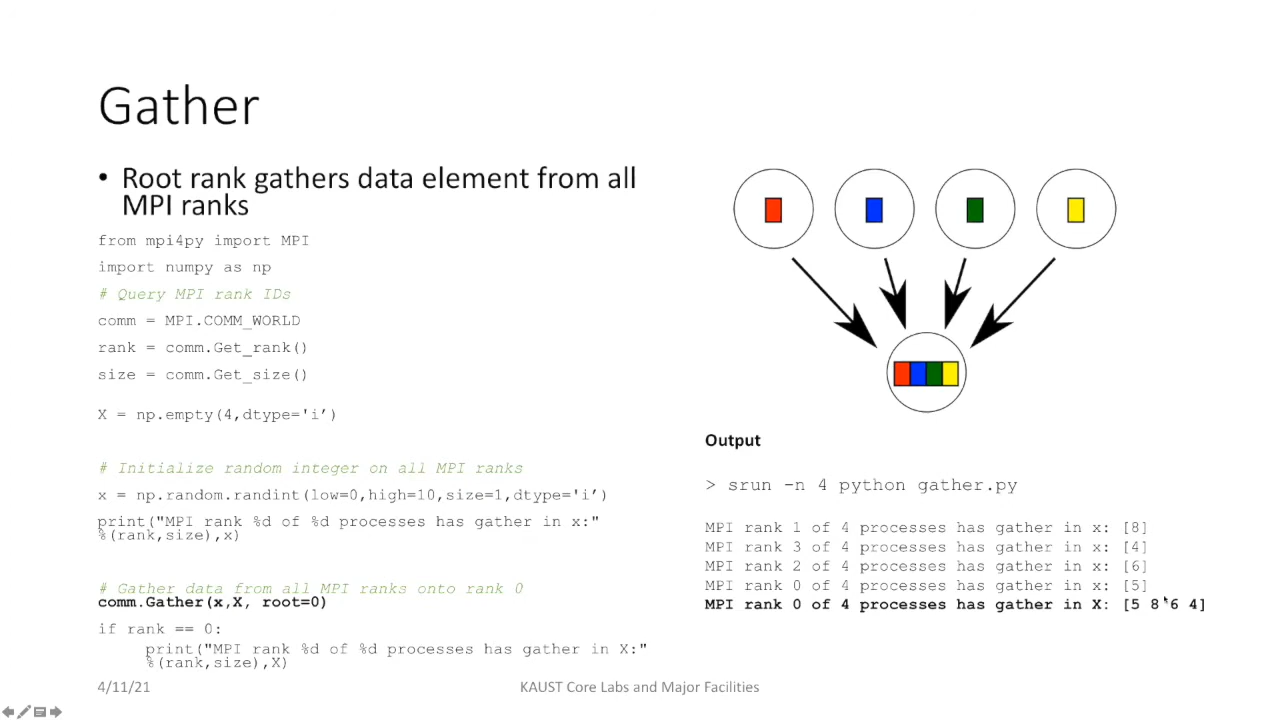 Gather
• Root rank gathers data element from all
MPI ranks
from mpi4py import MPI
import numpy as np
# Query MPI rank IDs
comm = MPI.COMM_WORLD
rank = comm.Get_rank()
size = comm.Get_size()
X = np.empty(4,dtype='i’)
# Initialize random integer on all MPI ranks
x = np.random.randint(low=0,high=10,size=1,dtype='i’)
print("MPI rank %d of %d processes has gather in x:"
%(rank,size),x)
# Gather data from all MPI ranks onto rank 0
comm.Gather(x,X, root=0)
if rank == 0:
print("MPI rank %d of %d processes has gather in X:"
%(rank,size),X)
Output
> srun -n 4 python gather.py
MPI rank 1 of 4 processes has gather in x: [8]
MPI rank 3 of 4 processes has gather in x: [4]
MPI rank 2 of 4 processes has gather in x: [6]
MPI rank 0 of 4 processes has gather in x: [5]
MPI rank 0 of 4 processes has gather in X: [5 8 6 4]
4/11/21
KAUST Core Labs and Major Facilities